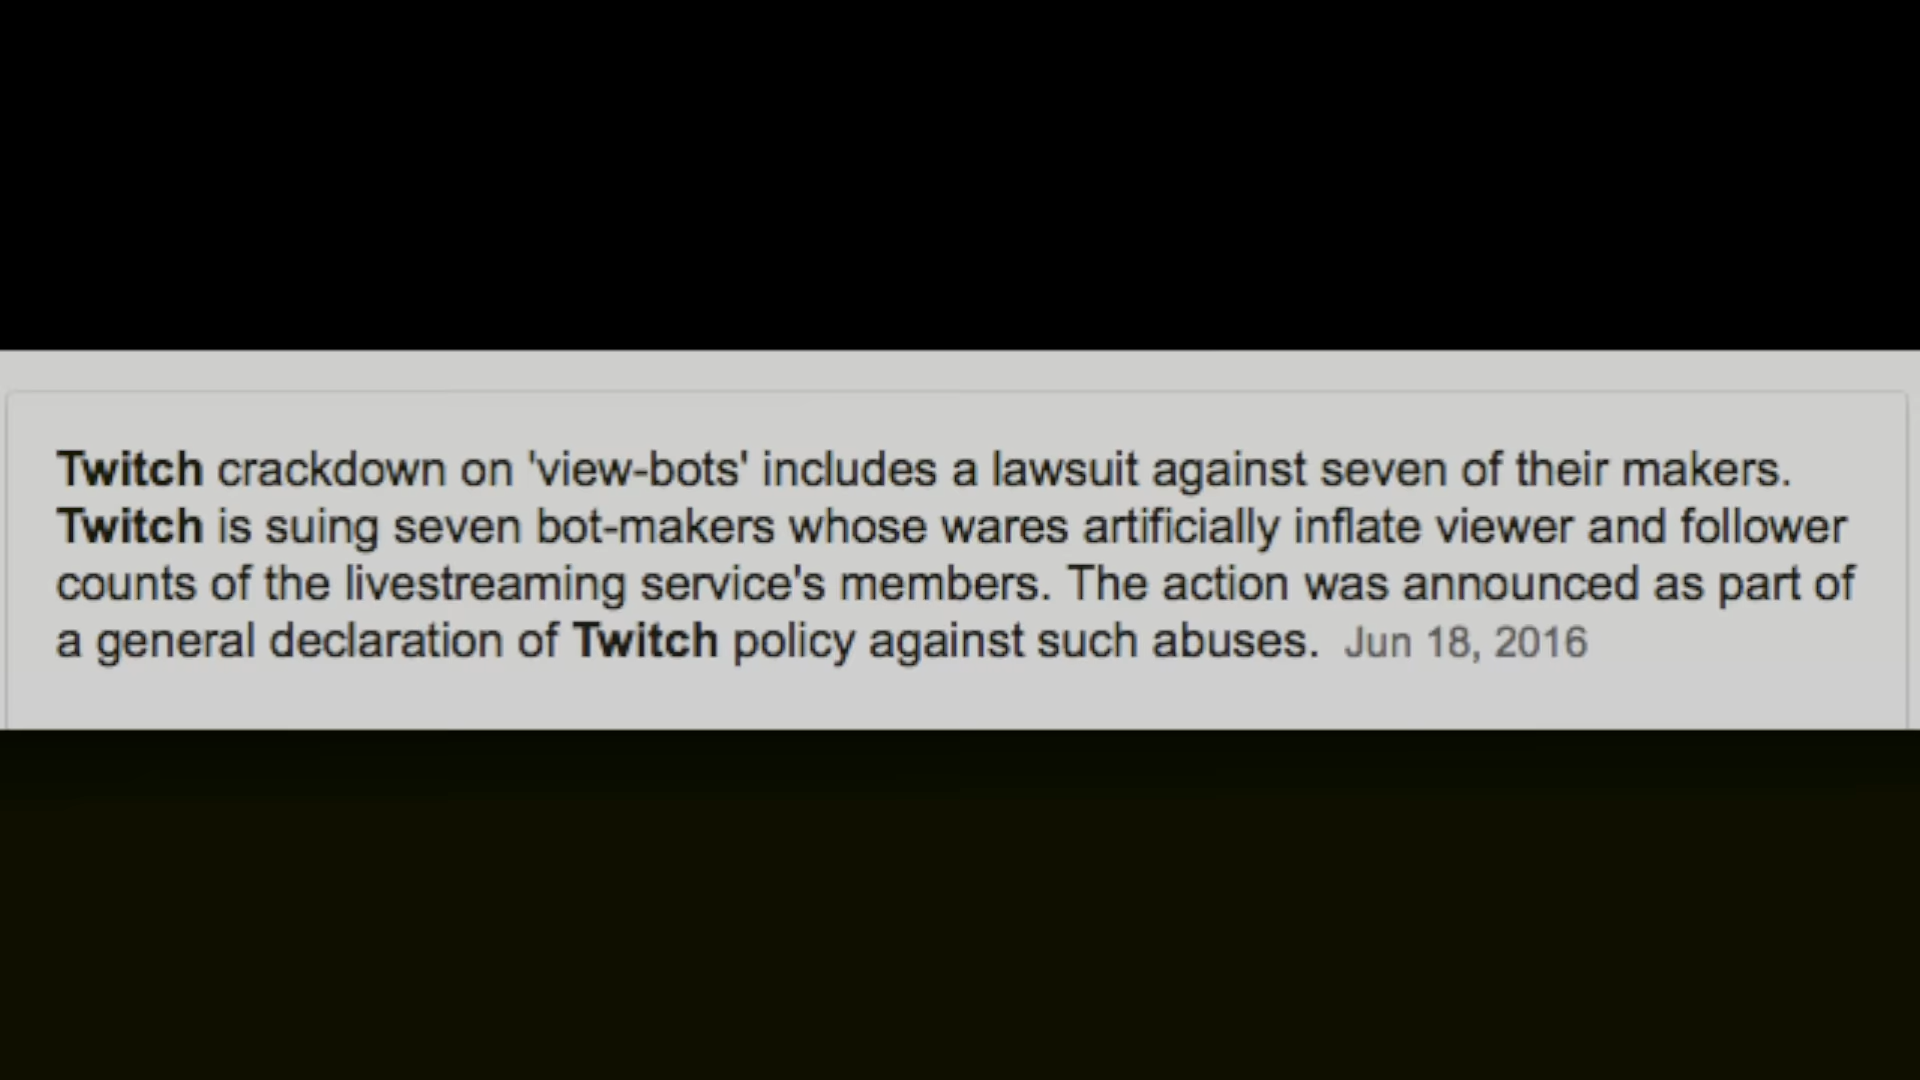 Twitch crackdown on 'view-bots' includes a lawsuit against seven of their makers.
Twitch is suing seven bot-makers whose wares artificially inflate viewer and follower
counts of the livestreaming service's members. The action was announced as part of
a general declaration of Twitch policy against such abuses. Jun 18, 2016